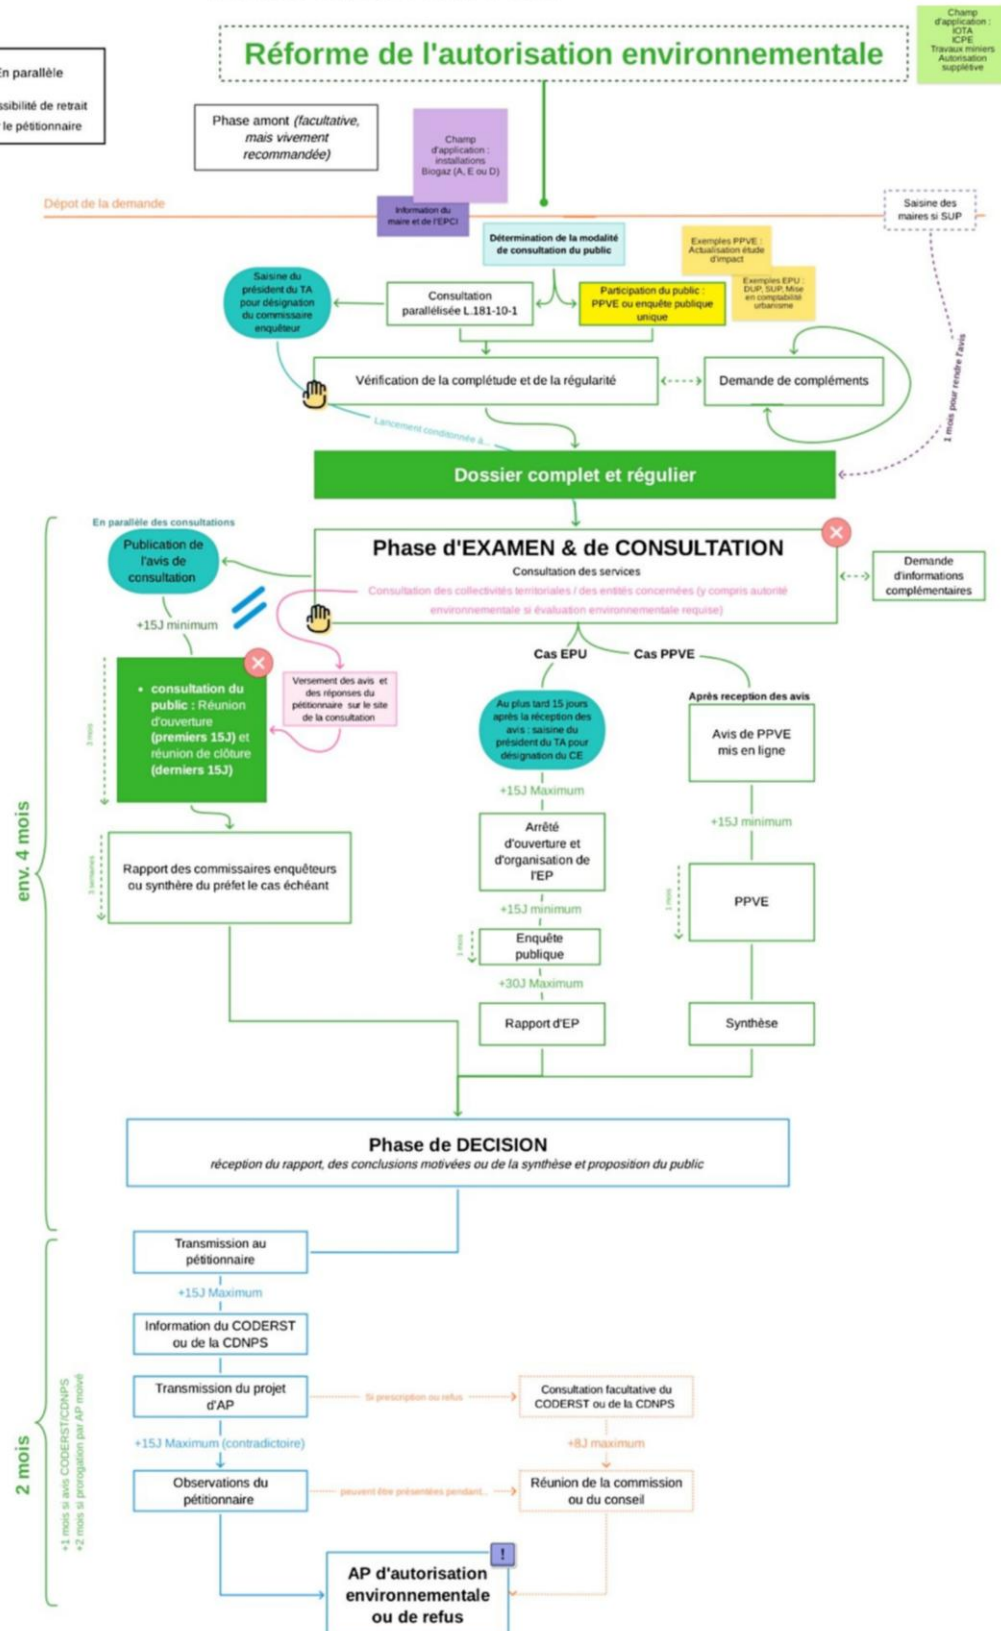 Réforme de l'autorisation environnementale
Champ
d'application :
IOTA
ICPE
Travaux miniers
Autorisation
supplétive
En parallèle
ssibilité de retrait
le pétitionnaire
Phase amont (facultative,
mais vivement
recommandée)
Champ
d'application :
installations
Biogaz (A, E ou D)
Dépot de la demande
Information du
maire et de l'EPCI
Saisine des
maires si SUP
Détermination de la modalité
de consultation du public
Exemples PPVE :
Actualisation étude
d'impact
Exemples EPU :
DUP, SUP, Mise
en comptabilité
urbanisme
Saisine du
président du TA
pour désignation
du commissaire
enquêteur
Consultation
parallélisée L.181-10-1
Participation du public :
PPVE ou enquête publique
unique
Vérification de la complétude et de la régularité
Demande de compléments
1 mois pour rendre l'avis
Lancement conditionnée à...
Dossier complet et régulier
En parallèle des consultations
Publication de
l'avis de
consultation
Phase d'EXAMEN & de CONSULTATION
Consultation des services
Consultation des collectivités territoriales / des entités concernées (y compris autorité
environnementale si évaluation environnementale requise)
Demande
d'informations
complémentaires
+15J minimum
Cas EPU
Cas PPVE
• consultation du
public : Réunion
d'ouverture
(premiers 15J) et
réunion de clôture
(derniers 15J)
3 mois
Versement des avis et
des réponses du
pétitionnaire sur le site
de la consultation
Au plus tard 15 jours
après la réception des
avis : saisine du
président du TA pour
désignation du CE
Après reception des avis
Avis de PPVE
mis en ligne
+15J Maximum
+15J minimum
env. 4 mois
3 semaines
Rapport des commissaires enquêteurs
ou synthère du préfet le cas échéant
Arrêté
d'ouverture et
d'organisation de
l'EP
1 mois
PPVE
+15J minimum
1 mois
Enquête
publique
+30J Maximum
Rapport d'EP
Synthèse
Phase de DECISION
réception du rapport, des conclusions motivées ou de la synthèse et proposition du public
Transmission au
pétitionnaire
+15J Maximum
Information du CODERST
ou de la CDNPS
Transmission du projet
d'AP
Si prescription ou refus
Consultation facultative du
CODERST ou de la CDNPS
+15J Maximum (contradictoire)
+8J maximum
2 mois
+1 mois si avis CODERST/CDNPS
+2 mois si prorogation par AP moivé
Observations du
pétitionnaire
peuvent être présentées pendant...
Réunion de la commission
ou du conseil
!
AP d'autorisation
environnementale
ou de refus